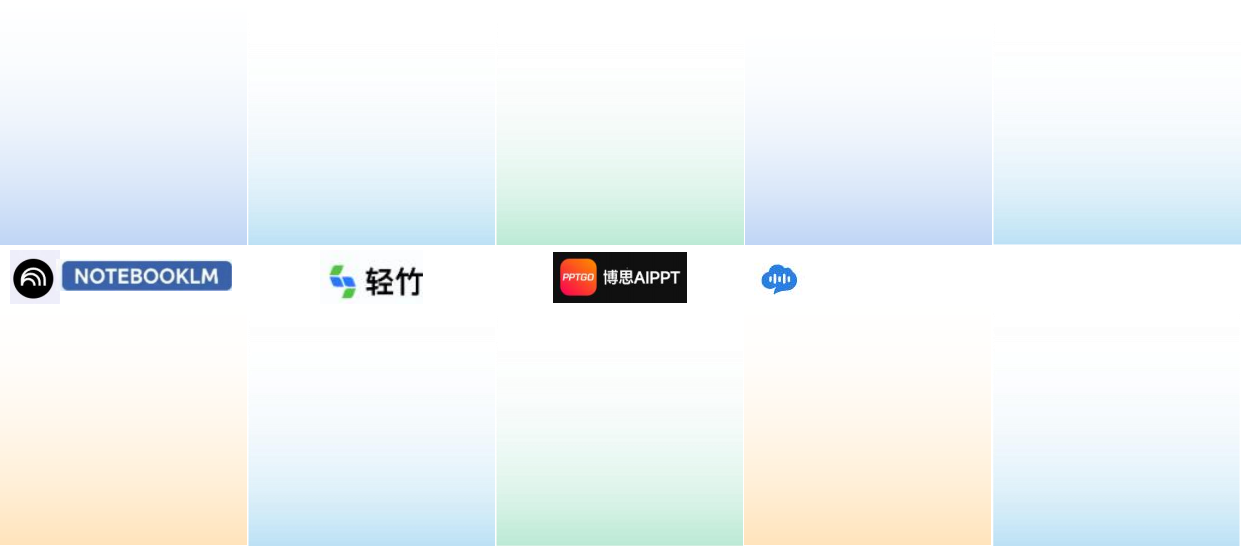 NOTEBOOKLM
轻竹
PPTGO 博思AIPPT